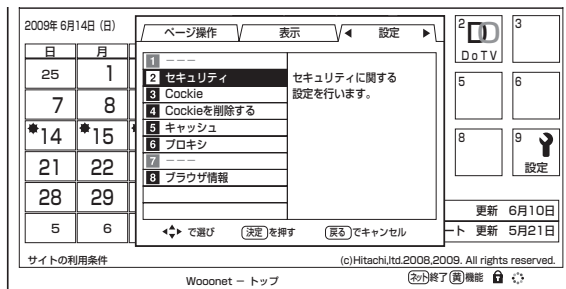 2009年 6月14日（日）
ページ操作 表示 ◀ 設定 ▶
日 月
25 1
7 8
14 15
21 22
28 29
5 6
1 −−−
2 セキュリティ
3 Cockie
4 Cockieを削除する
5 キャッシュ
6 プロキシ
7 −−−
8 ブラウザ情報
セキュリティに関する
設定を行います。
で選び 決定を押す 戻るでキャンセル
2 DoTV
3
5
6
8
9 設定
更新 6月10日
ート 更新 5月21日
サイトの利用条件
(c)Hitachi,ltd.2008,2009. All rights reserved.
Wooonet − トップ
ネット終了 黄機能